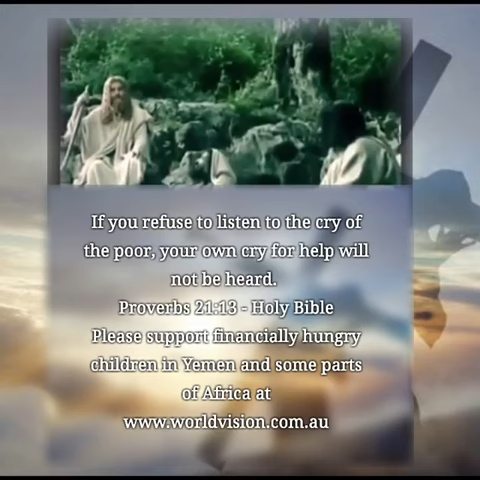 If you refuse to listen to the cry of
the poor, your own cry for help will
not be heard.
Proverbs 21:13 - Holy Bible
Please support financially hungry
children in Yemen and some parts
of Africa at
www.worldvision.com.au